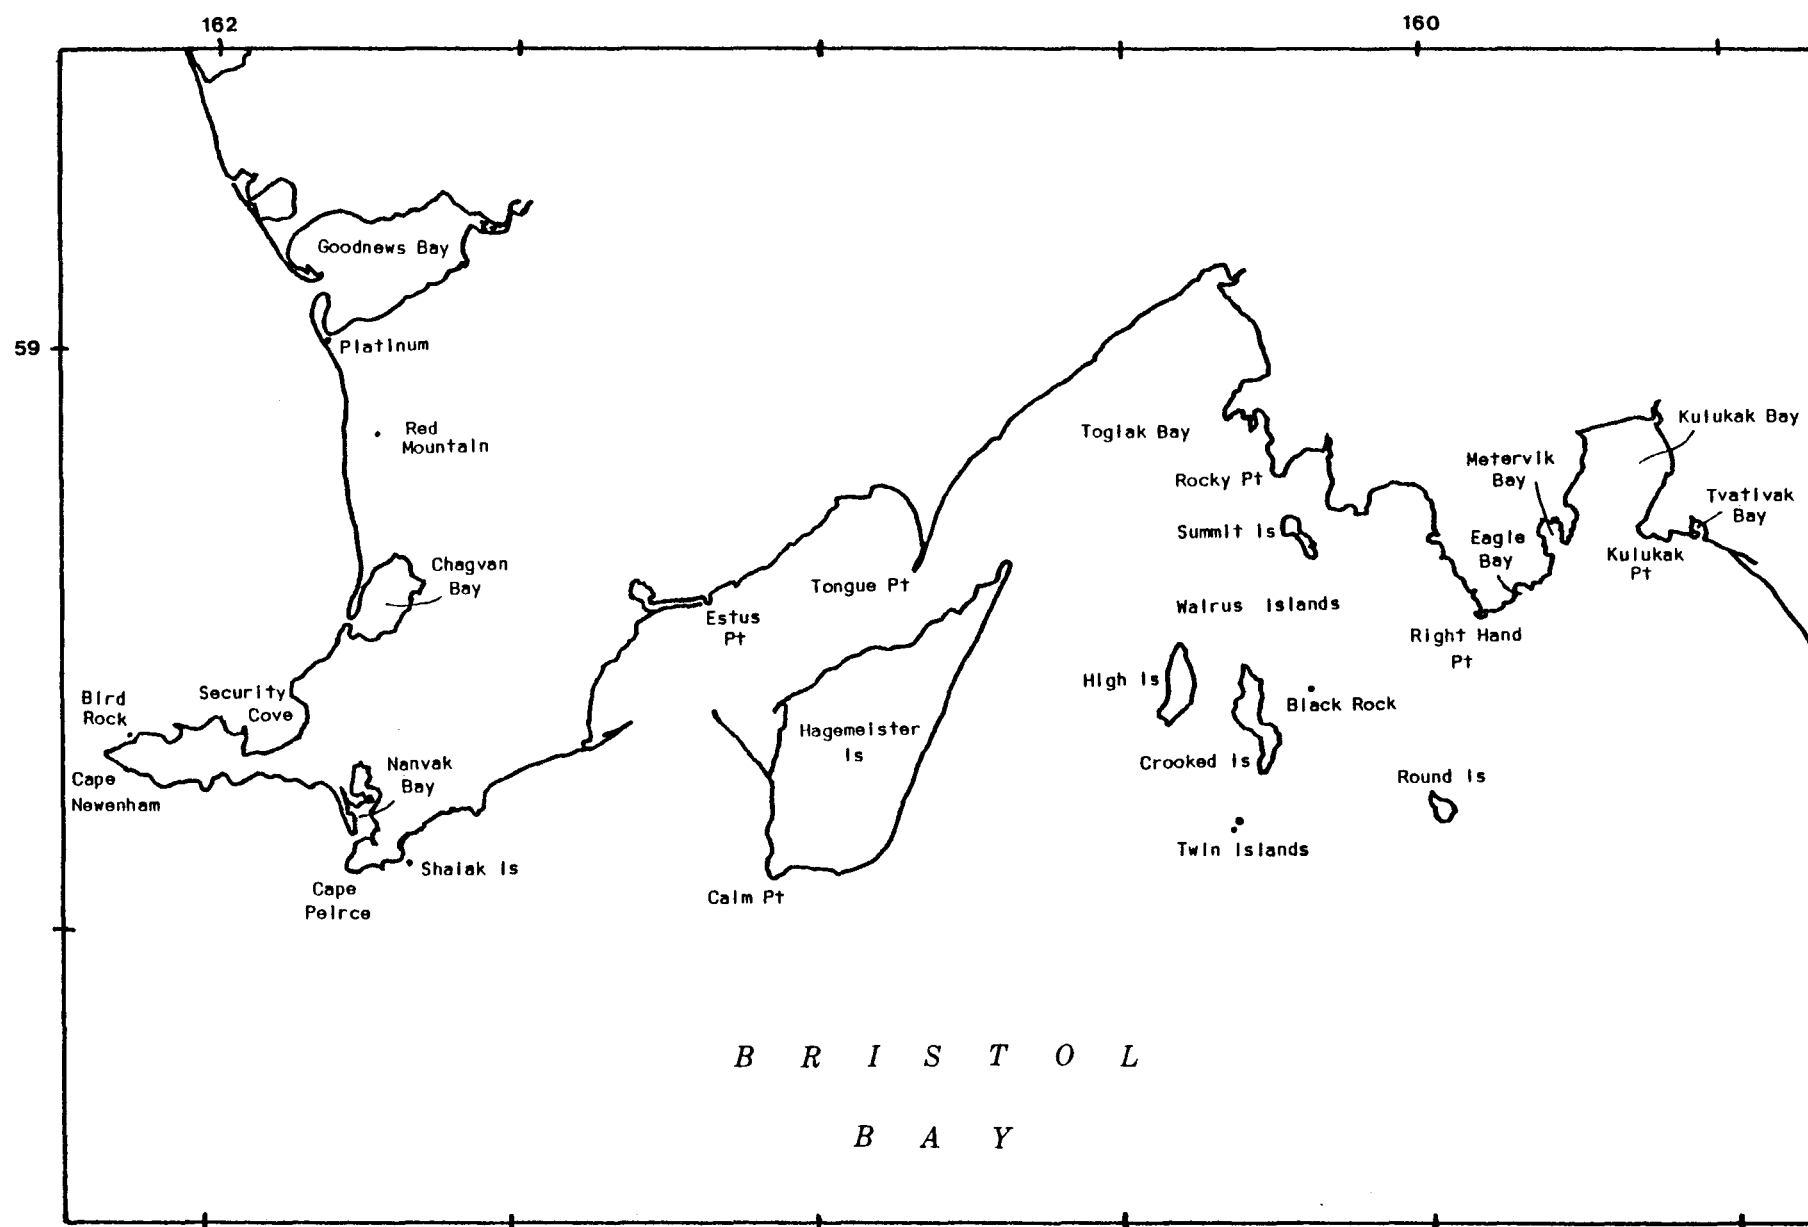 162
160
Goodnews Bay
59
Platinum
Red
Mountain
Togiak Bay
Kulukak Bay
Metervik
Bay
Rocky Pt
Tvativak
Bay
Summit Is
Eagle
Bay
Kulukak
Pt
Chagvan
Bay
Tongue Pt
Estus
Pt
Walrus Islands
Right Hand
Pt
Bird
Rock
Security
Cove
High Is
Black Rock
Hagemeister
Is
Crooked Is
Cape
Newenham
Nanvak
Bay
Round Is
Twin Islands
Shaiak Is
Cape
Peirce
Calm Pt
BRISTOL
BAY